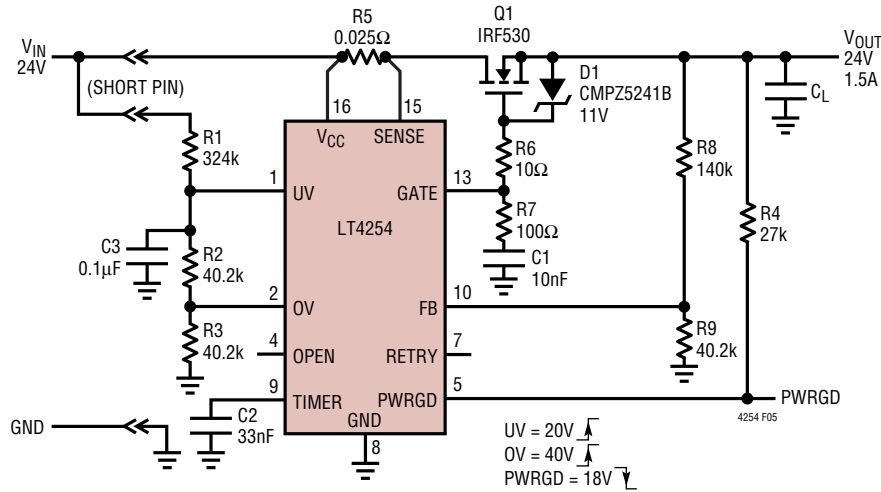 V_IN
24V
(SHORT PIN)
R5
0.025Ω
Q1
IRF530
D1
CMPZ5241B
11V
V_OUT
24V
1.5A
C_L
R1
324k
16
15
V_CC
SENSE
R6
10Ω
R8
140k
1
UV
GATE
13
LT4254
R7
100Ω
R4
27k
C3
0.1µF
R2
40.2k
C1
10nF
2
OV
FB
10
R3
40.2k
4
OPEN
RETRY
7
R9
40.2k
9
TIMER
PWRGD
5
PWRGD
4254 F05
GND
C2
33nF
GND
8
UV = 20V
OV = 40V
PWRGD = 18V